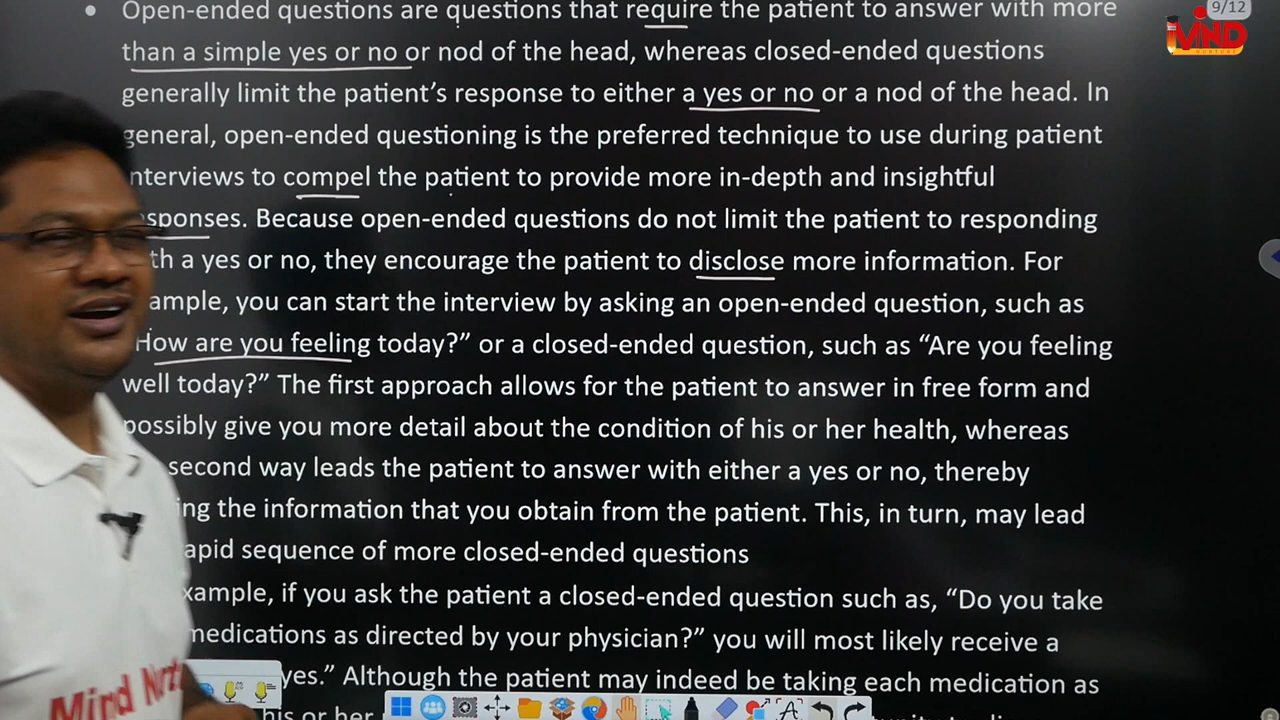 9/12
MIND
• Open-ended questions are questions that require the patient to answer with more
than a simple yes or no or nod of the head, whereas closed-ended questions
generally limit the patient’s response to either a yes or no or a nod of the head. In
general, open-ended questioning is the preferred technique to use during patient
nterviews to compel the patient to provide more in-depth and insightful
sponses. Because open-ended questions do not limit the patient to responding
th a yes or no, they encourage the patient to disclose more information. For
ample, you can start the interview by asking an open-ended question, such as
How are you feeling today?” or a closed-ended question, such as “Are you feeling
well today?” The first approach allows for the patient to answer in free form and
possibly give you more detail about the condition of his or her health, whereas
second way leads the patient to answer with either a yes or no, thereby
ing the information that you obtain from the patient. This, in turn, may lead
apid sequence of more closed-ended questions
xample, if you ask the patient a closed-ended question such as, “Do you take
medications as directed by your physician?” you will most likely receive a
yes.” Although the patient may indeed be taking each medication as
his or her
Mind Nur